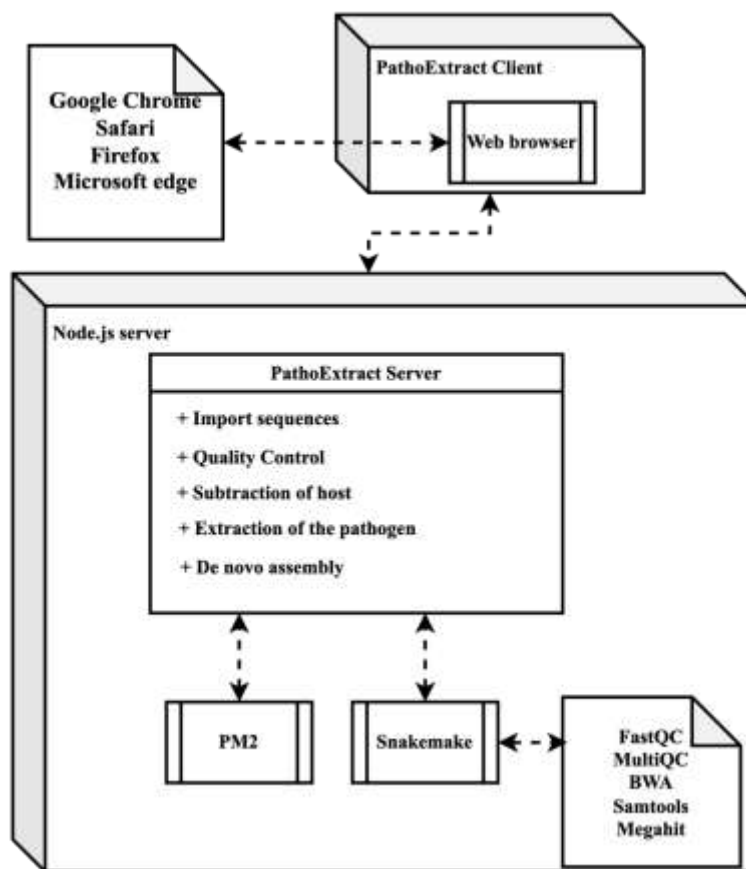 PathoExtract Client
Google Chrome
Safari
Firefox
Microsoft edge
Web browser
Node.js server
PathoExtract Server
+ Import sequences
+ Quality Control
+ Subtraction of host
+ Extraction of the pathogen
+ De novo assembly
PM2
Snakemake
FastQC
MultiQC
BWA
Samtools
Megahit